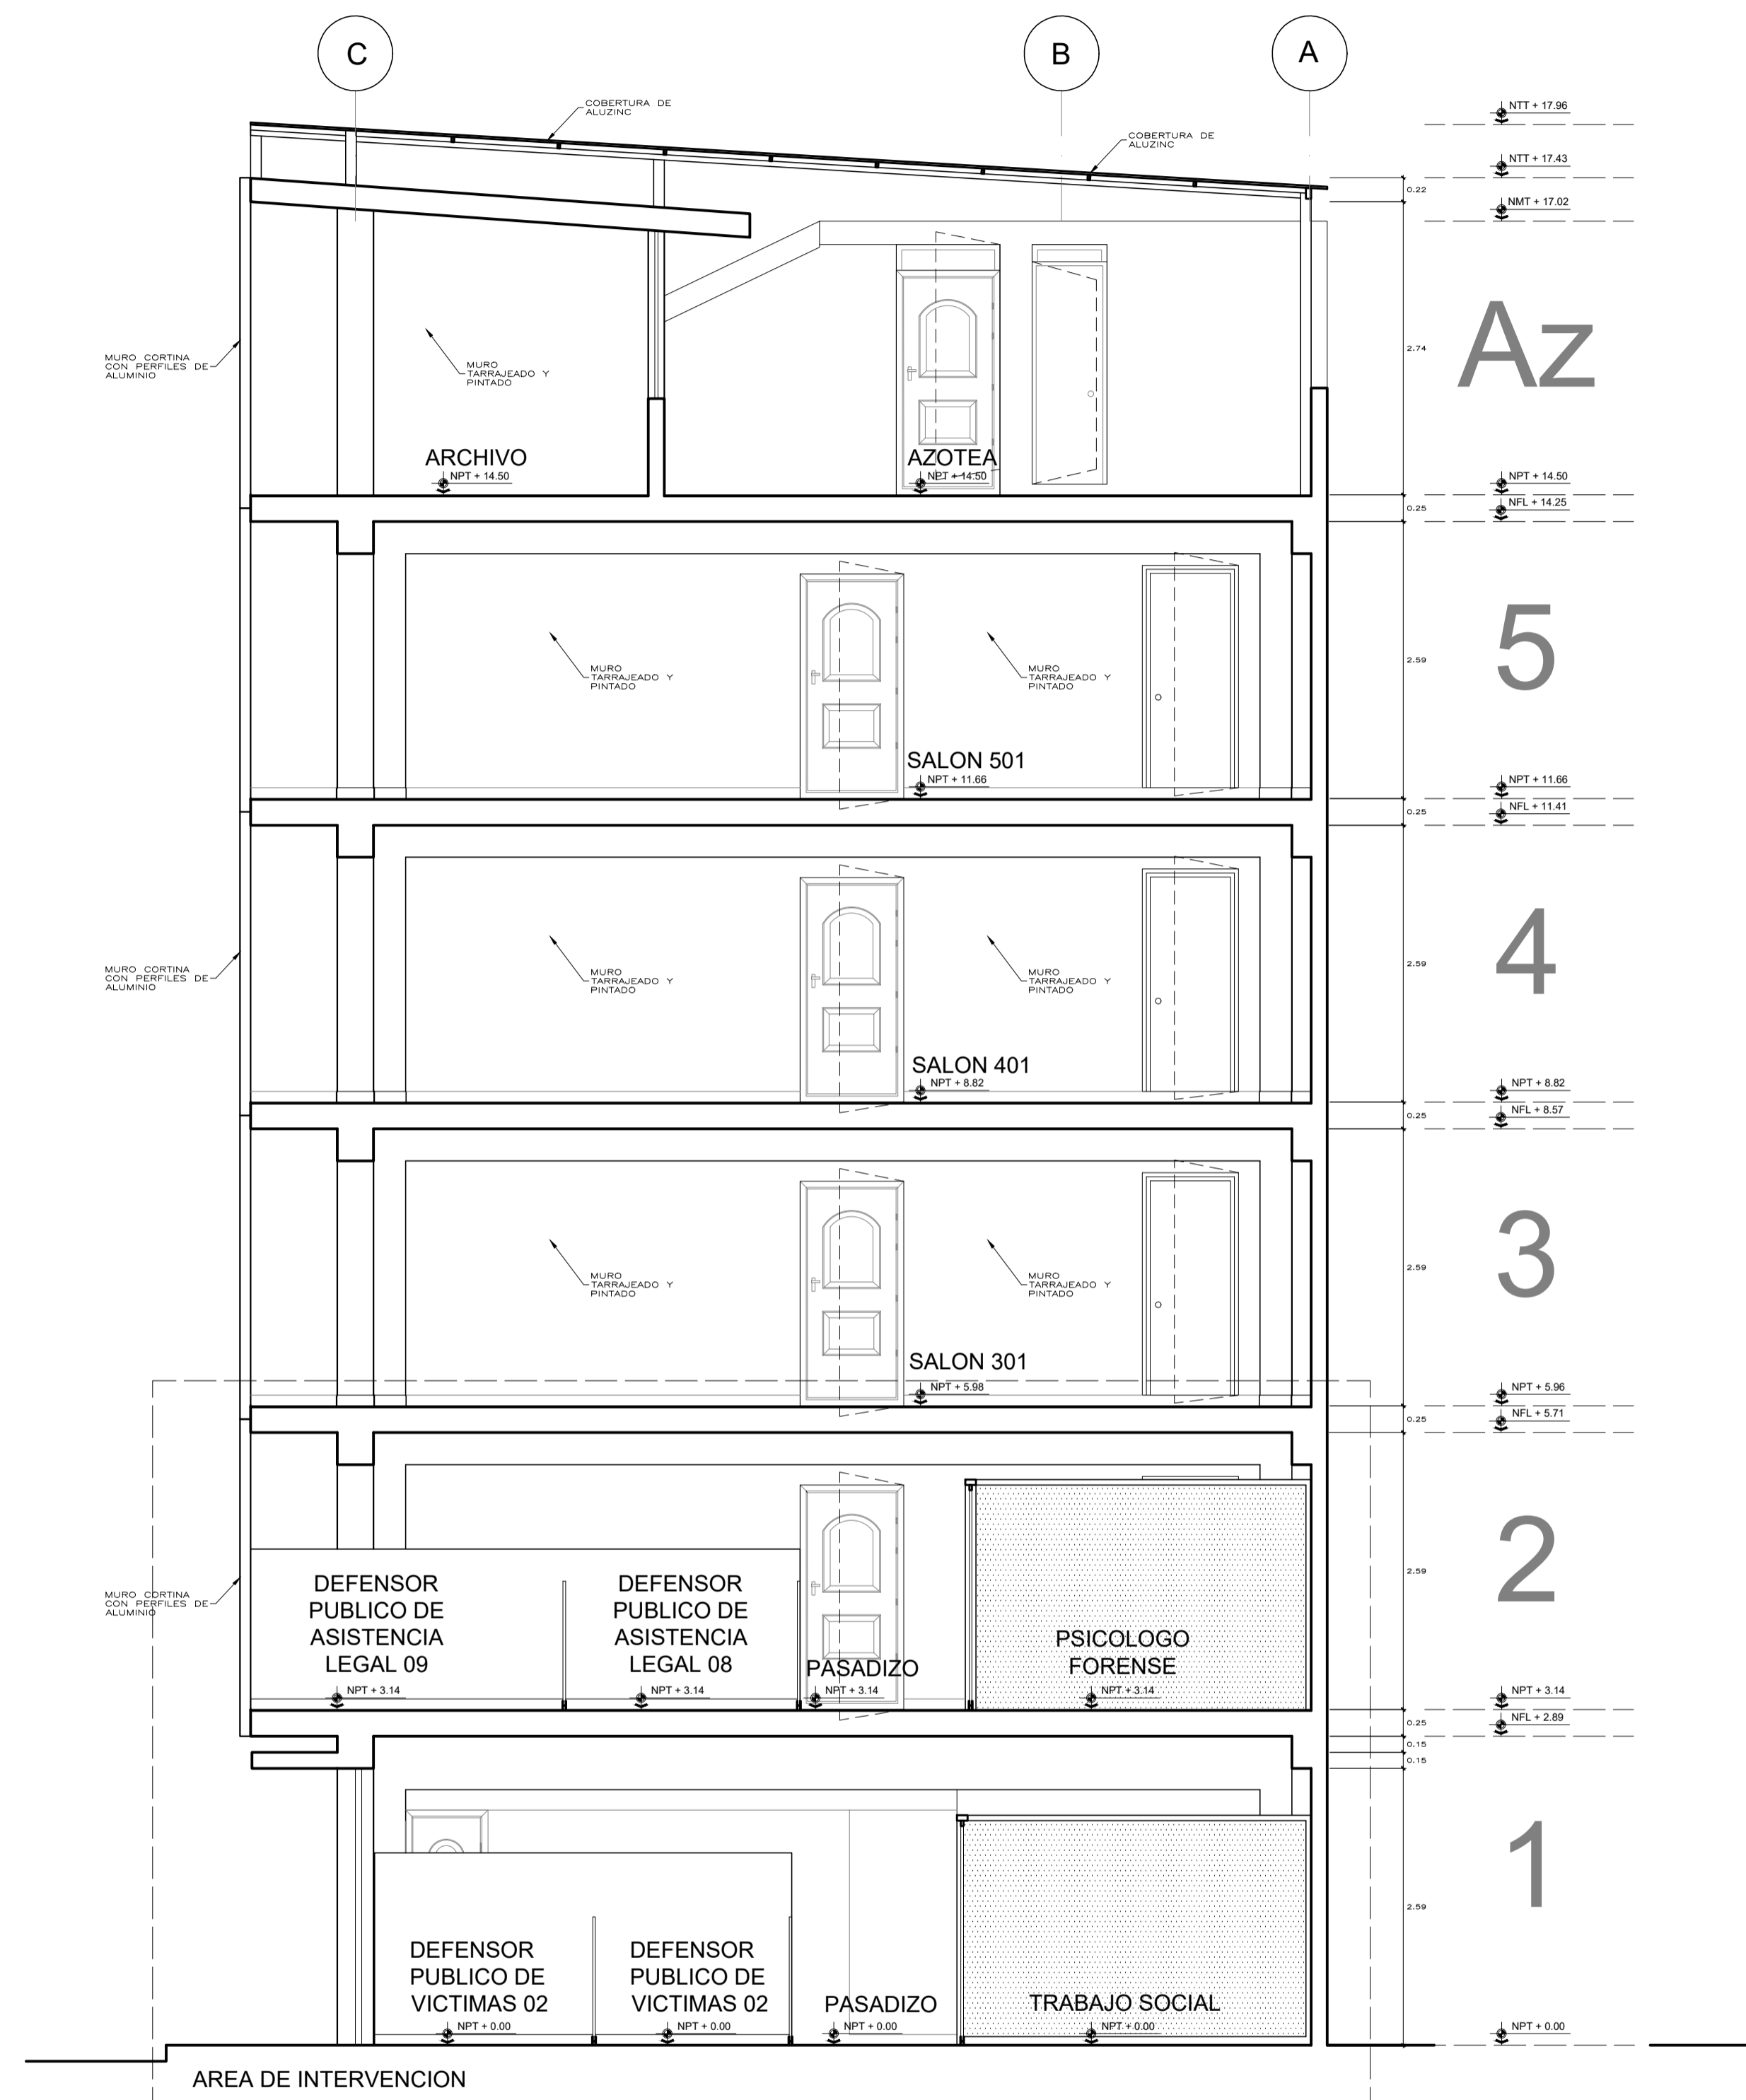 C
B
A
COBERTURA DE
ALUZINC
COBERTURA DE
ALUZINC
NTT + 17.96
NTT + 17.43
0.22
NMT + 17.02
MURO CORTINA
CON PERFILES DE
ALUMINIO
MURO
TARRAJEADO Y
PINTADO
2.74
Az
ARCHIVO
NPT + 14.50
AZOTEA
NPT + 14.50
NPT + 14.50
0.25
NFL + 14.25
MURO
TARRAJEADO Y
PINTADO
MURO
TARRAJEADO Y
PINTADO
2.59
5
SALON 501
NPT + 11.66
NPT + 11.66
0.25
NFL + 11.41
MURO CORTINA
CON PERFILES DE
ALUMINIO
MURO
TARRAJEADO Y
PINTADO
MURO
TARRAJEADO Y
PINTADO
2.59
4
SALON 401
NPT + 8.82
NPT + 8.82
0.25
NFL + 8.57
MURO
TARRAJEADO Y
PINTADO
MURO
TARRAJEADO Y
PINTADO
2.59
3
SALON 301
NPT + 5.98
NPT + 5.96
0.25
NFL + 5.71
MURO CORTINA
CON PERFILES DE
ALUMINIO
DEFENSOR
PUBLICO DE
ASISTENCIA
LEGAL 09
NPT + 3.14
DEFENSOR
PUBLICO DE
ASISTENCIA
LEGAL 08
NPT + 3.14
PASADIZO
NPT + 3.14
PSICOLOGO
FORENSE
NPT + 3.14
2.59
2
NPT + 3.14
0.25
NFL + 2.89
0.15
0.15
DEFENSOR
PUBLICO DE
VICTIMAS 02
NPT + 0.00
DEFENSOR
PUBLICO DE
VICTIMAS 02
NPT + 0.00
PASADIZO
NPT + 0.00
TRABAJO SOCIAL
NPT + 0.00
2.59
1
NPT + 0.00
AREA DE INTERVENCION